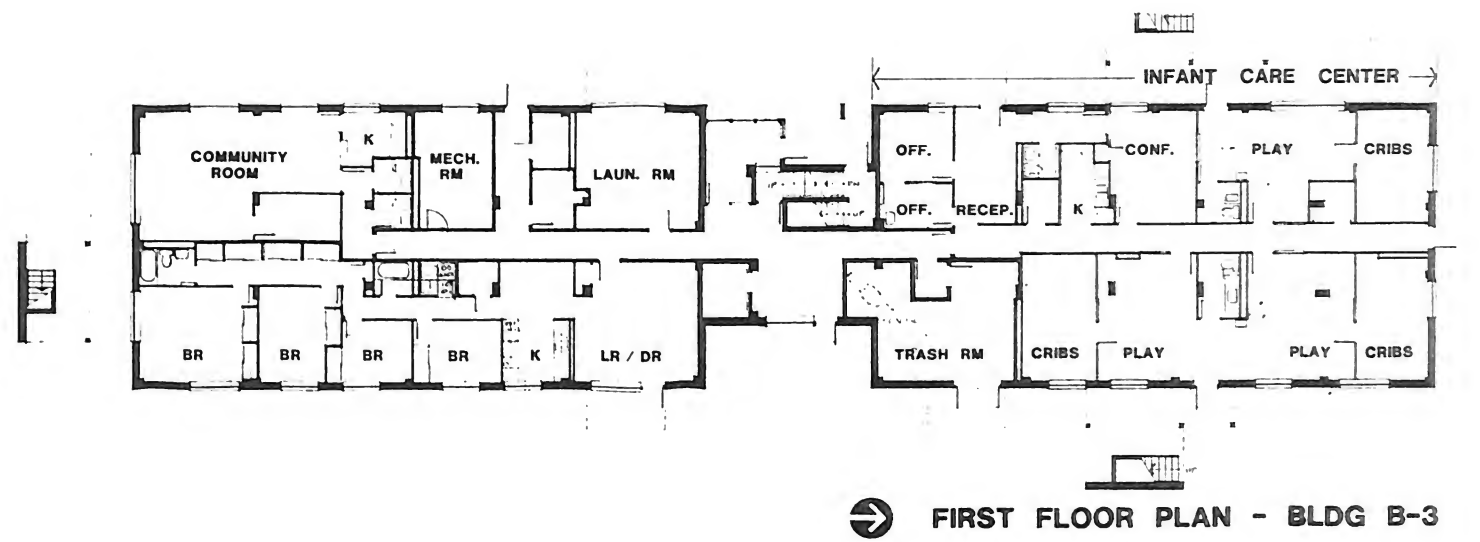 INFANT CARE CENTER
COMMUNITY
ROOM
K
MECH.
RM
LAUN. RM
OFF.
OFF.
RECEP.
K
CONF.
PLAY
CRIBS
BR
BR
BR
BR
K
LR / DR
TRASH RM
CRIBS
PLAY
PLAY
CRIBS
FIRST FLOOR PLAN - BLDG B-3